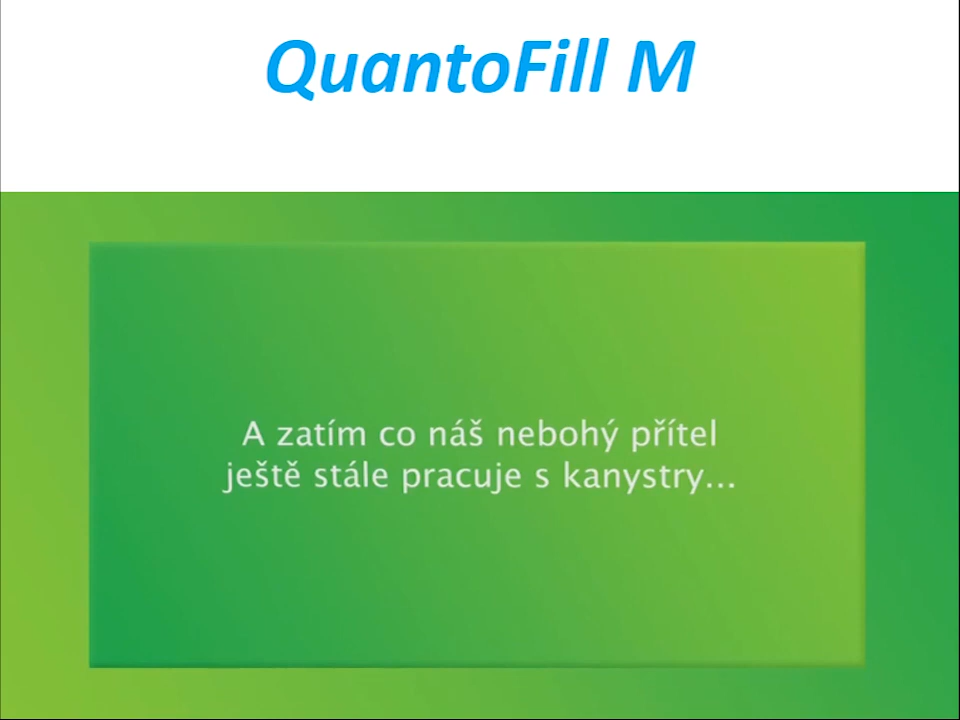 QuantoFill M
A zatím co náš nebohý přítel
ještě stále pracuje s kanystry...